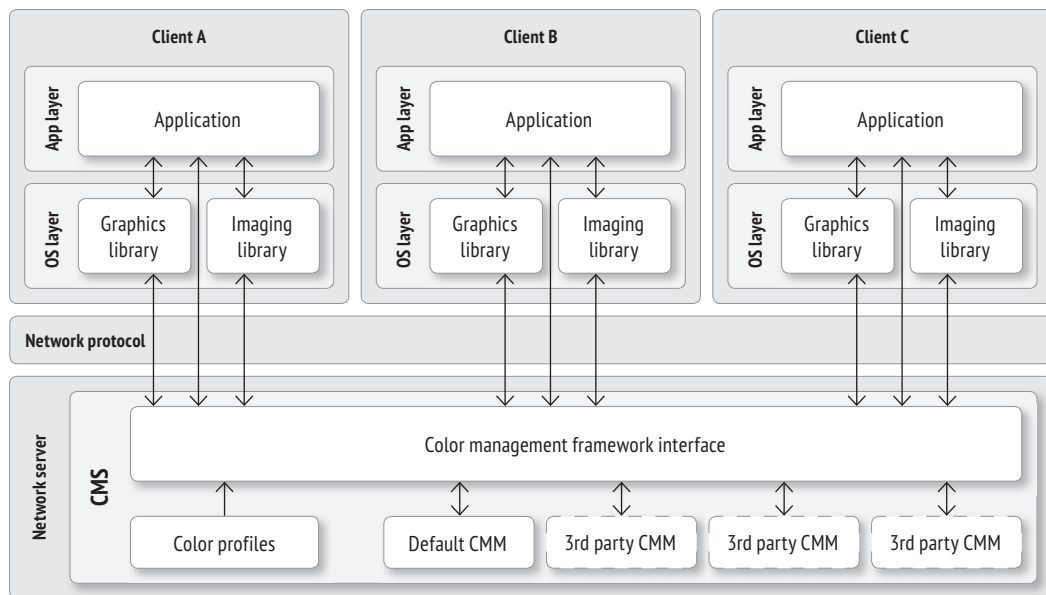 Client A
Client B
Client C
App layer
Application
App layer
Application
App layer
Application
OS layer
Graphics
library
Imaging
library
OS layer
Graphics
library
Imaging
library
OS layer
Graphics
library
Imaging
library
Network protocol
Network server
CMS
Color management framework interface
Color profiles
Default CMM
3rd party CMM
3rd party CMM
3rd party CMM